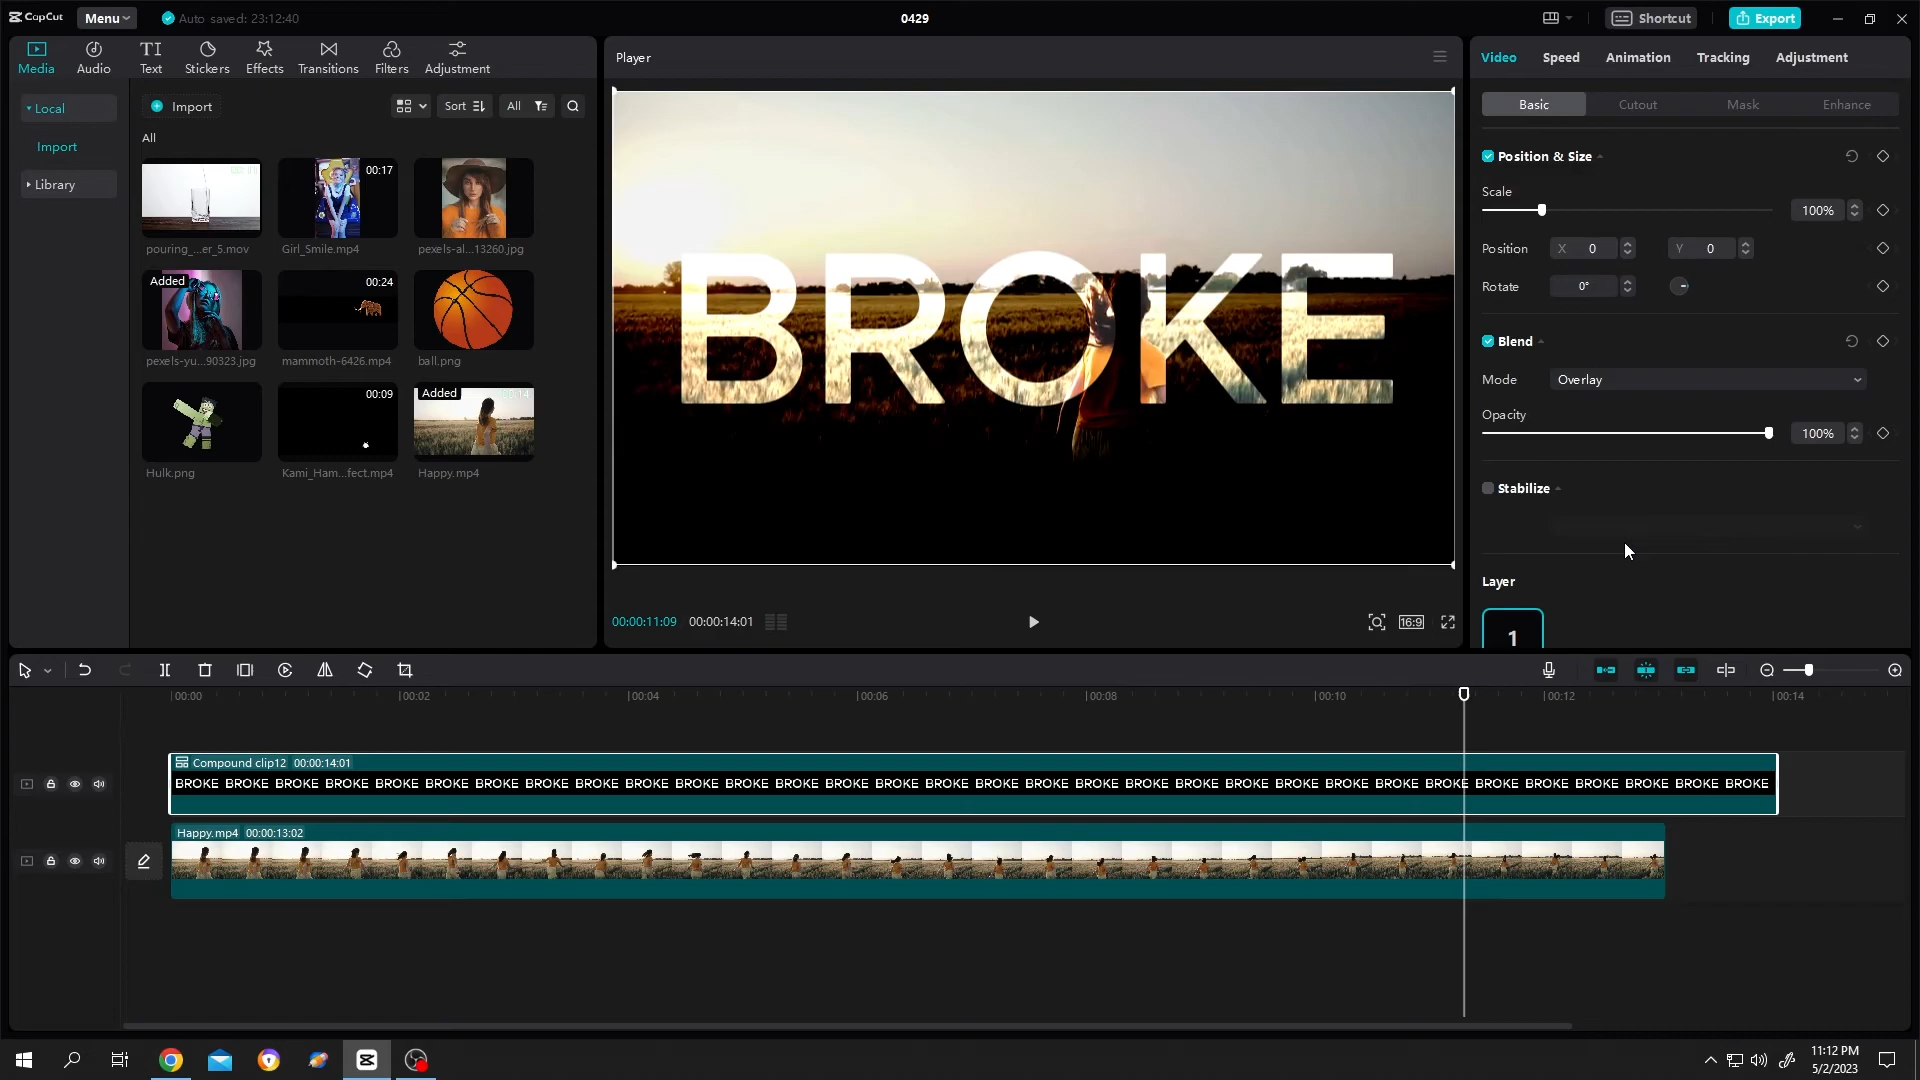 CapCut Menu Auto saved: 23:12:40 0429 Shortcut Export
Media Audio Text Stickers Effects Transitions Filters Adjustment
Player
Video Speed Animation Tracking Adjustment
Local
Import
Library
Import Sort All
All
pouring_...er_5.mov
00:17
Girl_Smile.mp4
pexels-al...13260.jpg
Added
pexels-yu...90323.jpg
00:24
mammoth-6426.mp4
ball.png
Hulk.png
00:09
Kami_Ham...fect.mp4
Added
Happy.mp4
BROKE
00:00:11:09 00:00:14:01
16:9
Basic Cutout Mask Enhance
Position & Size
Scale
100%
Position X 0 Y 0
Rotate 0°
Blend
Mode Overlay
Opacity
100%
Stabilize
Layer
1
00:00 00:02 00:04 00:06 00:08 00:10 00:12 00:14
Compound clip12 00:00:14:01
BROKE BROKE BROKE BROKE BROKE BROKE BROKE BROKE BROKE BROKE BROKE BROKE BROKE BROKE BROKE BROKE BROKE BROKE BROKE BROKE BROKE BROKE BROKE BROKE BROKE BROKE BROKE BROKE BROKE BROKE BROKE BROKE
Happy.mp4 00:00:13:02
11:12 PM
5/2/2023